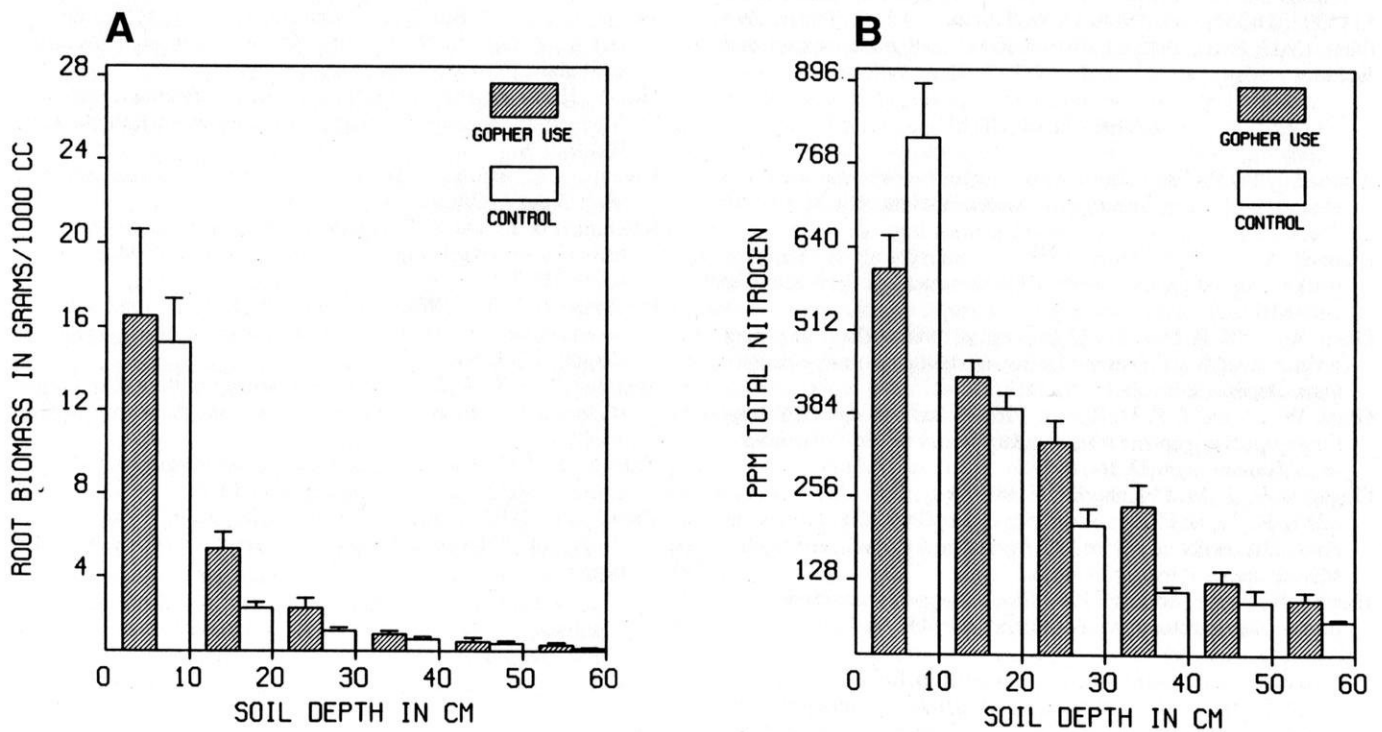 A
28
24
20
16
12
8
4
ROOT BIOMASS IN GRAMS/1000 CC
GOPHER USE
CONTROL
0 10 20 30 40 50 60
SOIL DEPTH IN CM
B
896
768
640
512
384
256
128
PPM TOTAL NITROGEN
GOPHER USE
CONTROL
0 10 20 30 40 50 60
SOIL DEPTH IN CM